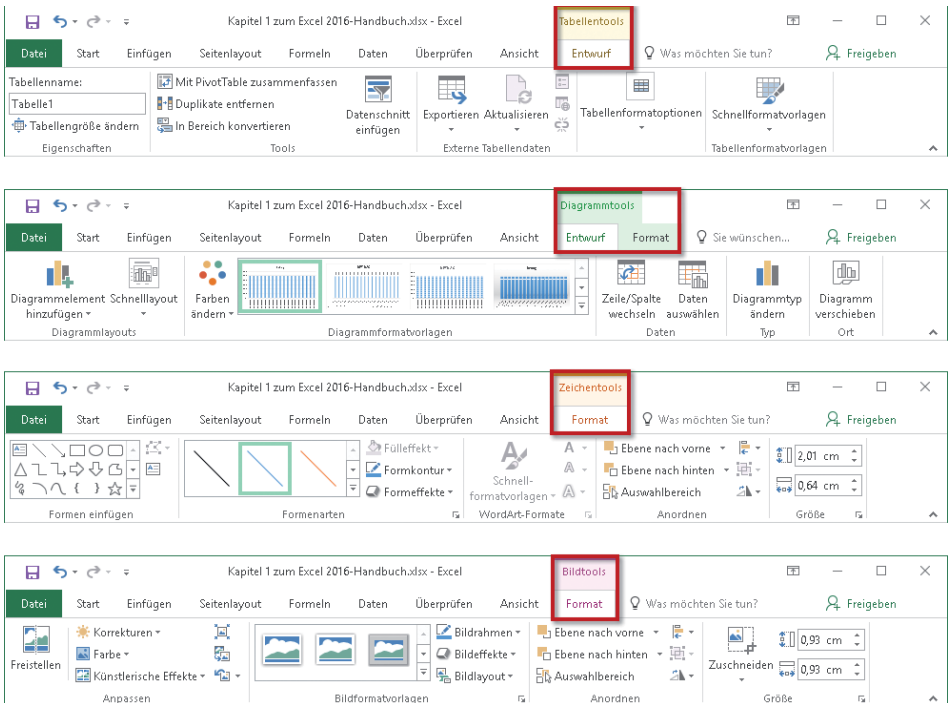 Kapitel 1 zum Excel 2016-Handbuch.xlsx - Excel Tabellentools
Datei Start Einfügen Seitenlayout Formeln Daten Überprüfen Ansicht Entwurf Was möchten Sie tun? Freigeben
Tabellenname: Mit PivotTable zusammenfassen
Tabelle1 Duplikate entfernen
Tabellengröße ändern In Bereich konvertieren
Datenschnitt einfügen Exportieren Aktualisieren Tabellenformatoptionen Schnellformatvorlagen
Eigenschaften Tools Externe Tabellendaten Tabellenformatvorlagen
Kapitel 1 zum Excel 2016-Handbuch.xlsx - Excel Diagrammtools
Datei Start Einfügen Seitenlayout Formeln Daten Überprüfen Ansicht Entwurf Format Sie wünschen... Freigeben
Diagrammelement Schnelllayout Farben Zeile/Spalte Daten Diagrammtyp Diagramm
hinzufügen ändern wechseln auswählen ändern verschieben
Diagrammlayouts Diagrammformatvorlagen Daten Typ Ort
Kapitel 1 zum Excel 2016-Handbuch.xlsx - Excel Zeichentools
Datei Start Einfügen Seitenlayout Formeln Daten Überprüfen Ansicht Format Was möchten Sie tun? Freigeben
Fülleffekt Ebene nach vorne 2,01 cm
Formkontur Schnell- Ebene nach hinten
Formeffekte formatvorlagen Auswahlbereich 0,64 cm
Formen einfügen Formenarten WordArt-Formate Anordnen Größe
Kapitel 1 zum Excel 2016-Handbuch.xlsx - Excel Bildtools
Datei Start Einfügen Seitenlayout Formeln Daten Überprüfen Ansicht Format Was möchten Sie tun? Freigeben
Korrekturen Bildrahmen Ebene nach vorne 0,93 cm
Freistellen Farbe Bildeffekte Ebene nach hinten Zuschneiden
Künstlerische Effekte Bildlayout Auswahlbereich 0,93 cm
Anpassen Bildformatvorlagen Anordnen Größe